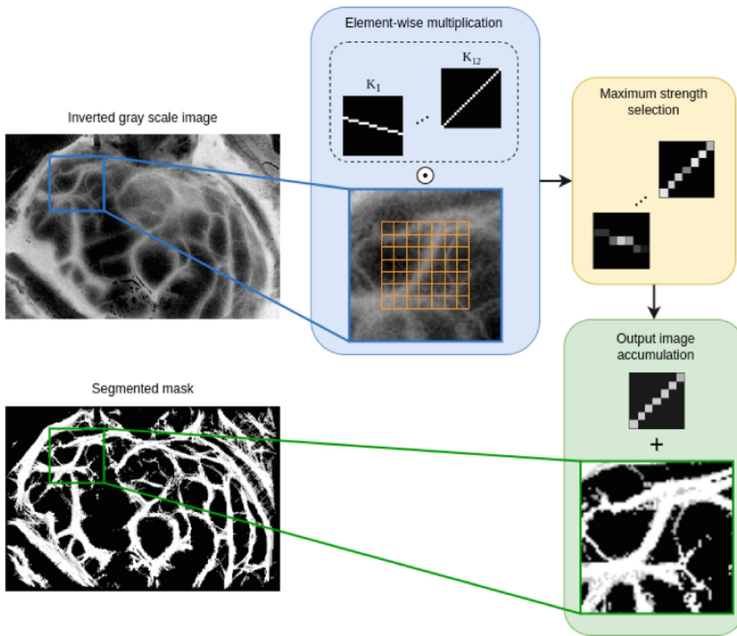 Element-wise multiplication
K₁
K₁₂
...
Inverted gray scale image
Maximum strength
selection
...
Output image
accumulation
+
Segmented mask